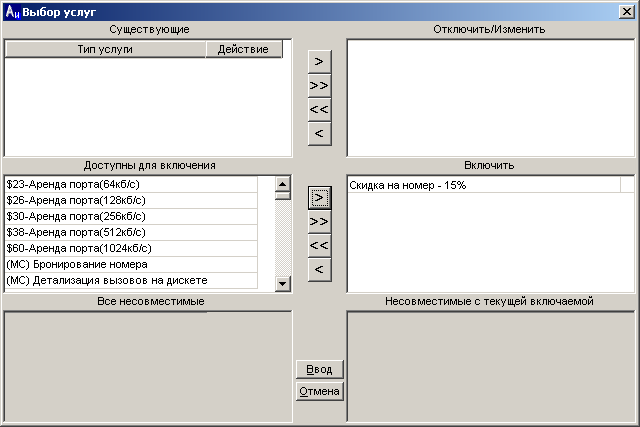 Aц Выбор услуг
Существующие
Тип услуги Действие
>
>>
<<
<
Отключить/Изменить
Доступны для включения
$23-Аренда порта(64кб/с)
$26-Аренда порта(128кб/с)
$30-Аренда порта(256кб/с)
$38-Аренда порта(512кб/с)
$60-Аренда порта(1024кб/с)
(МС) Бронирование номера
(МС) Детализация вызовов на дискете
>
>>
<<
<
Включить
Скидка на номер - 15%
Все несовместимые
Несовместимые с текущей включаемой
Ввод
Отмена